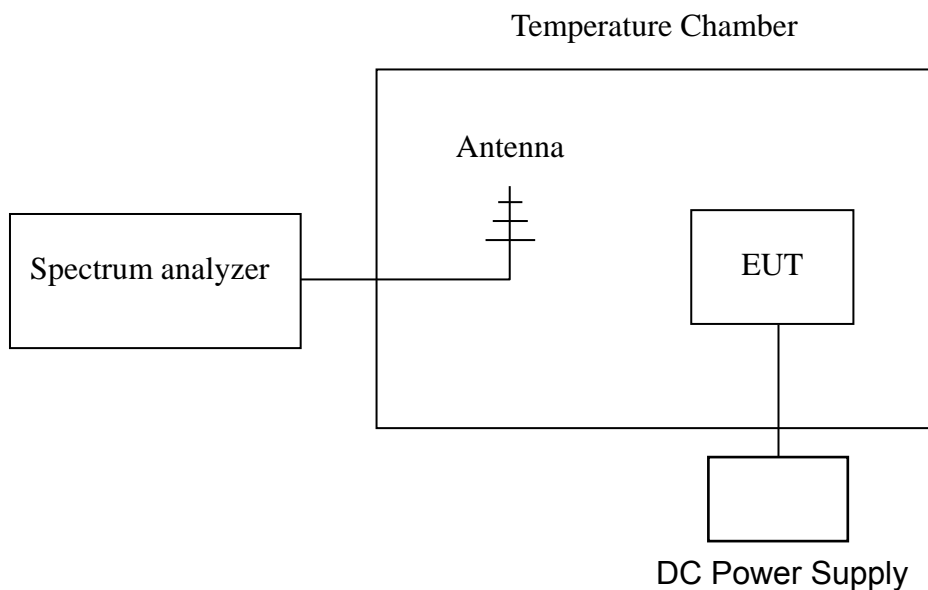 Temperature Chamber
Antenna
Spectrum analyzer
EUT
DC Power Supply